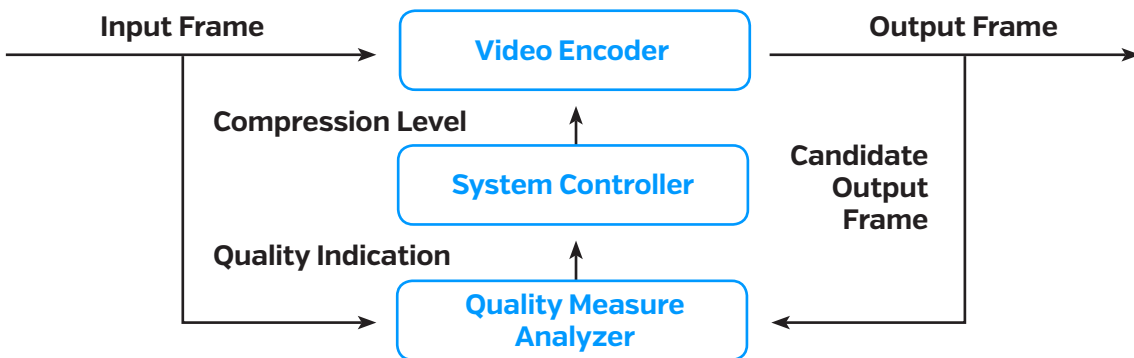 Input Frame
Video Encoder
Output Frame
Compression Level
System Controller
Candidate
Output
Frame
Quality Indication
Quality Measure
Analyzer